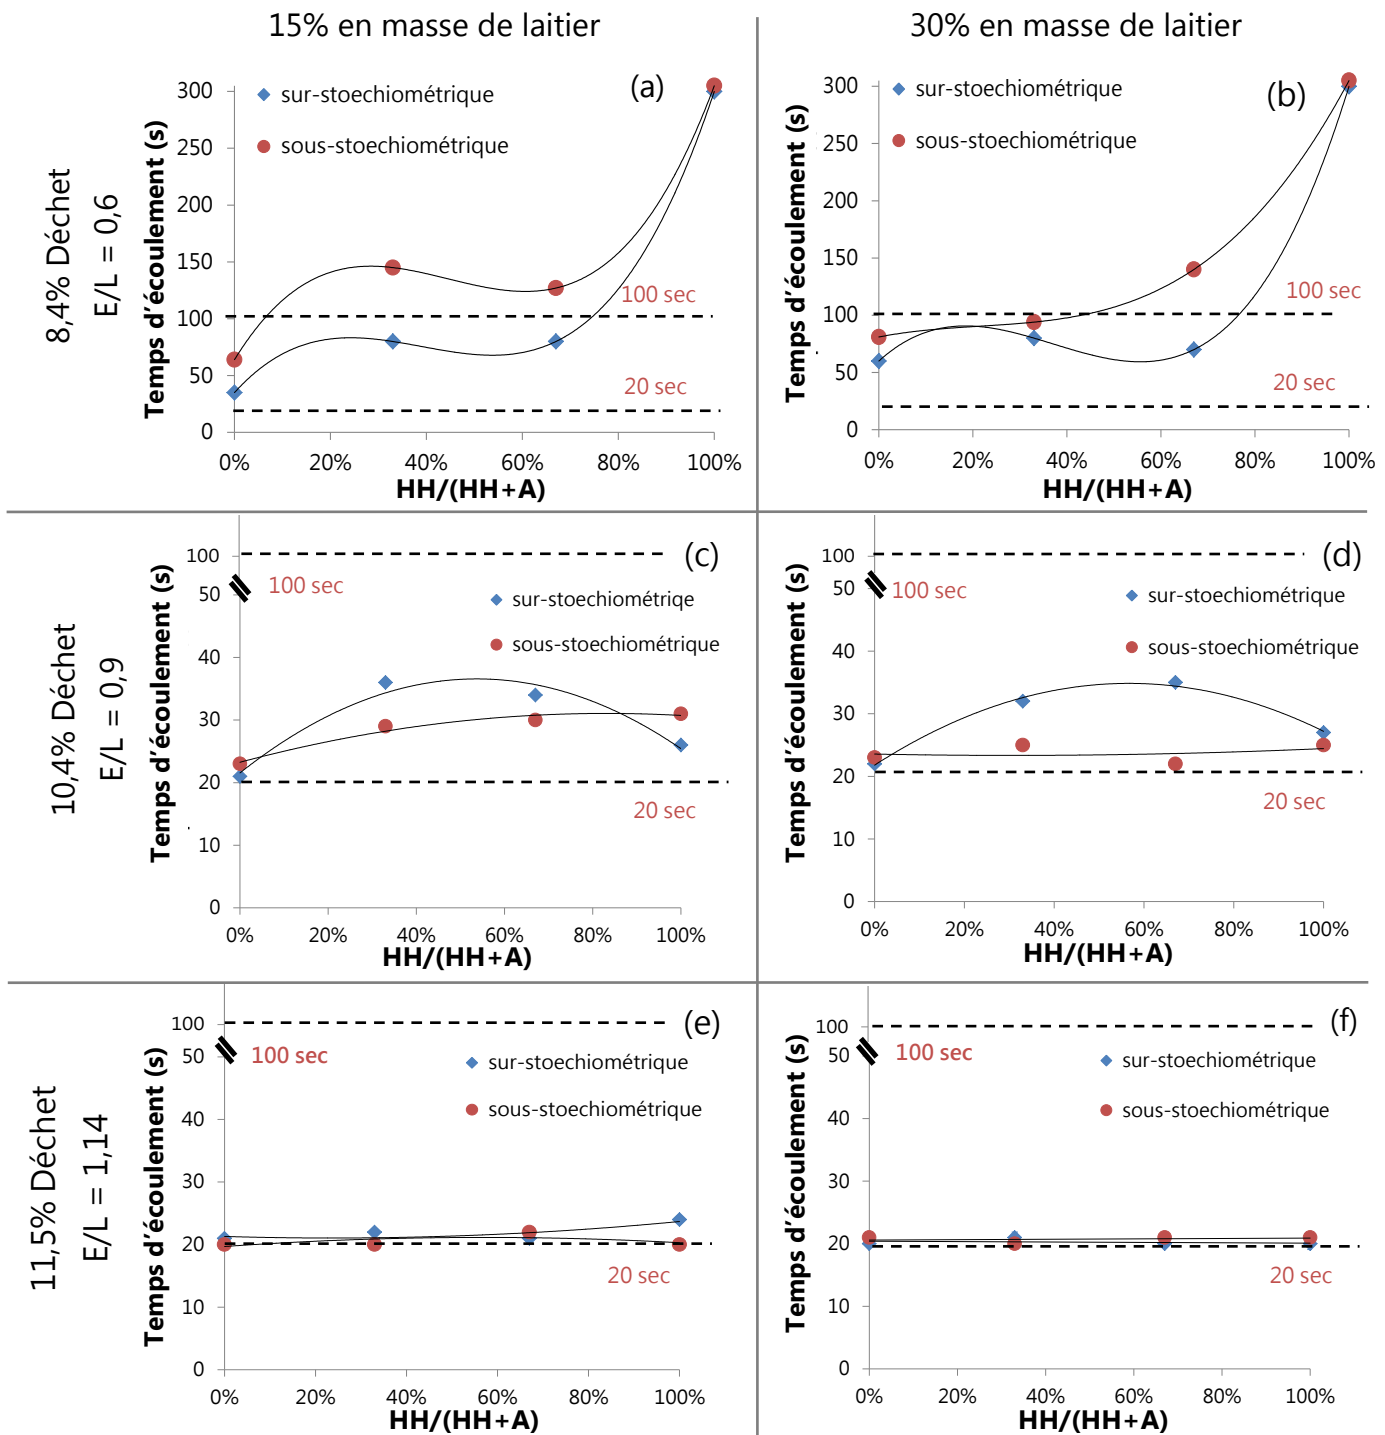 15% en masse de laitier
30% en masse de laitier
8,4% Déchet
E/L = 0,6
Temps d'écoulement (s)
300
250
200
150
100
50
0
(a)
sur-stoechiométrique
sous-stoechiométrique
100 sec
20 sec
0%
20%
40%
60%
80%
100%
HH/(HH+A)
Temps d'écoulement (s)
300
250
200
150
100
50
0
(b)
sur-stoechiométrique
sous-stoechiométrique
100 sec
20 sec
0%
20%
40%
60%
80%
100%
HH/(HH+A)
10,4% Déchet
E/L = 0,9
Temps d'écoulement (s)
100
50
40
30
20
10
0
(c)
100 sec
sur-stoechiométriqe
sous-stoechiométrique
20 sec
0%
20%
40%
60%
80%
100%
HH/(HH+A)
Temps d'écoulement (s)
100
50
40
30
20
10
0
(d)
100 sec
sur-stoechiométrique
sous-stoechiométrique
20 sec
0%
20%
40%
60%
80%
100%
HH/(HH+A)
11,5% Déchet
E/L = 1,14
Temps d'écoulement (s)
100
50
40
30
20
10
0
(e)
100 sec
sur-stoechiométrique
sous-stoechiométrique
20 sec
0%
20%
40%
60%
80%
100%
HH/(HH+A)
Temps d'écoulement (s)
100
50
40
30
20
10
0
(f)
100 sec
sur-stoechiométrique
sous-stoechiométrique
20 sec
0%
20%
40%
60%
80%
100%
HH/(HH+A)